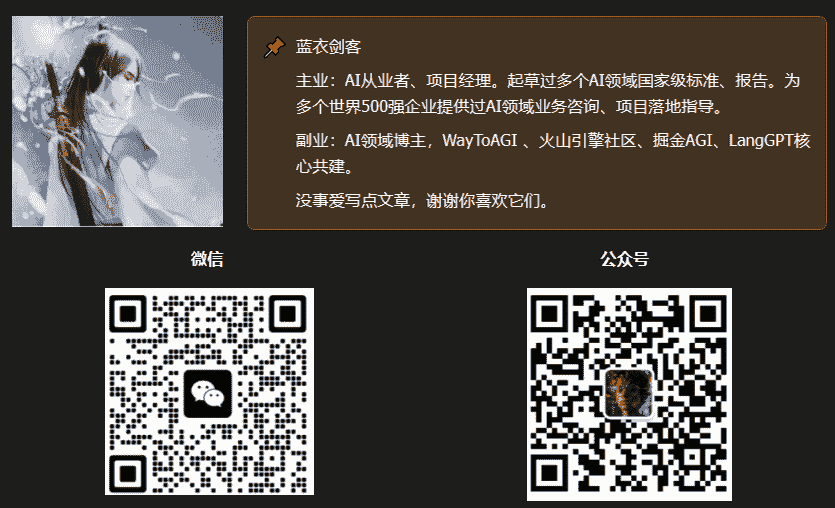 蓝衣剑客
主业：AI从业者、项目经理。起草过多个AI领域国家级标准、报告。为
多个世界500强企业提供过AI领域业务咨询、项目落地指导。
副业：AI领域博主，WayToAGI 、火山引擎社区、掘金AGI、LangGPT核
心共建。
没事爱写点文章，谢谢你喜欢它们。
微信
公众号